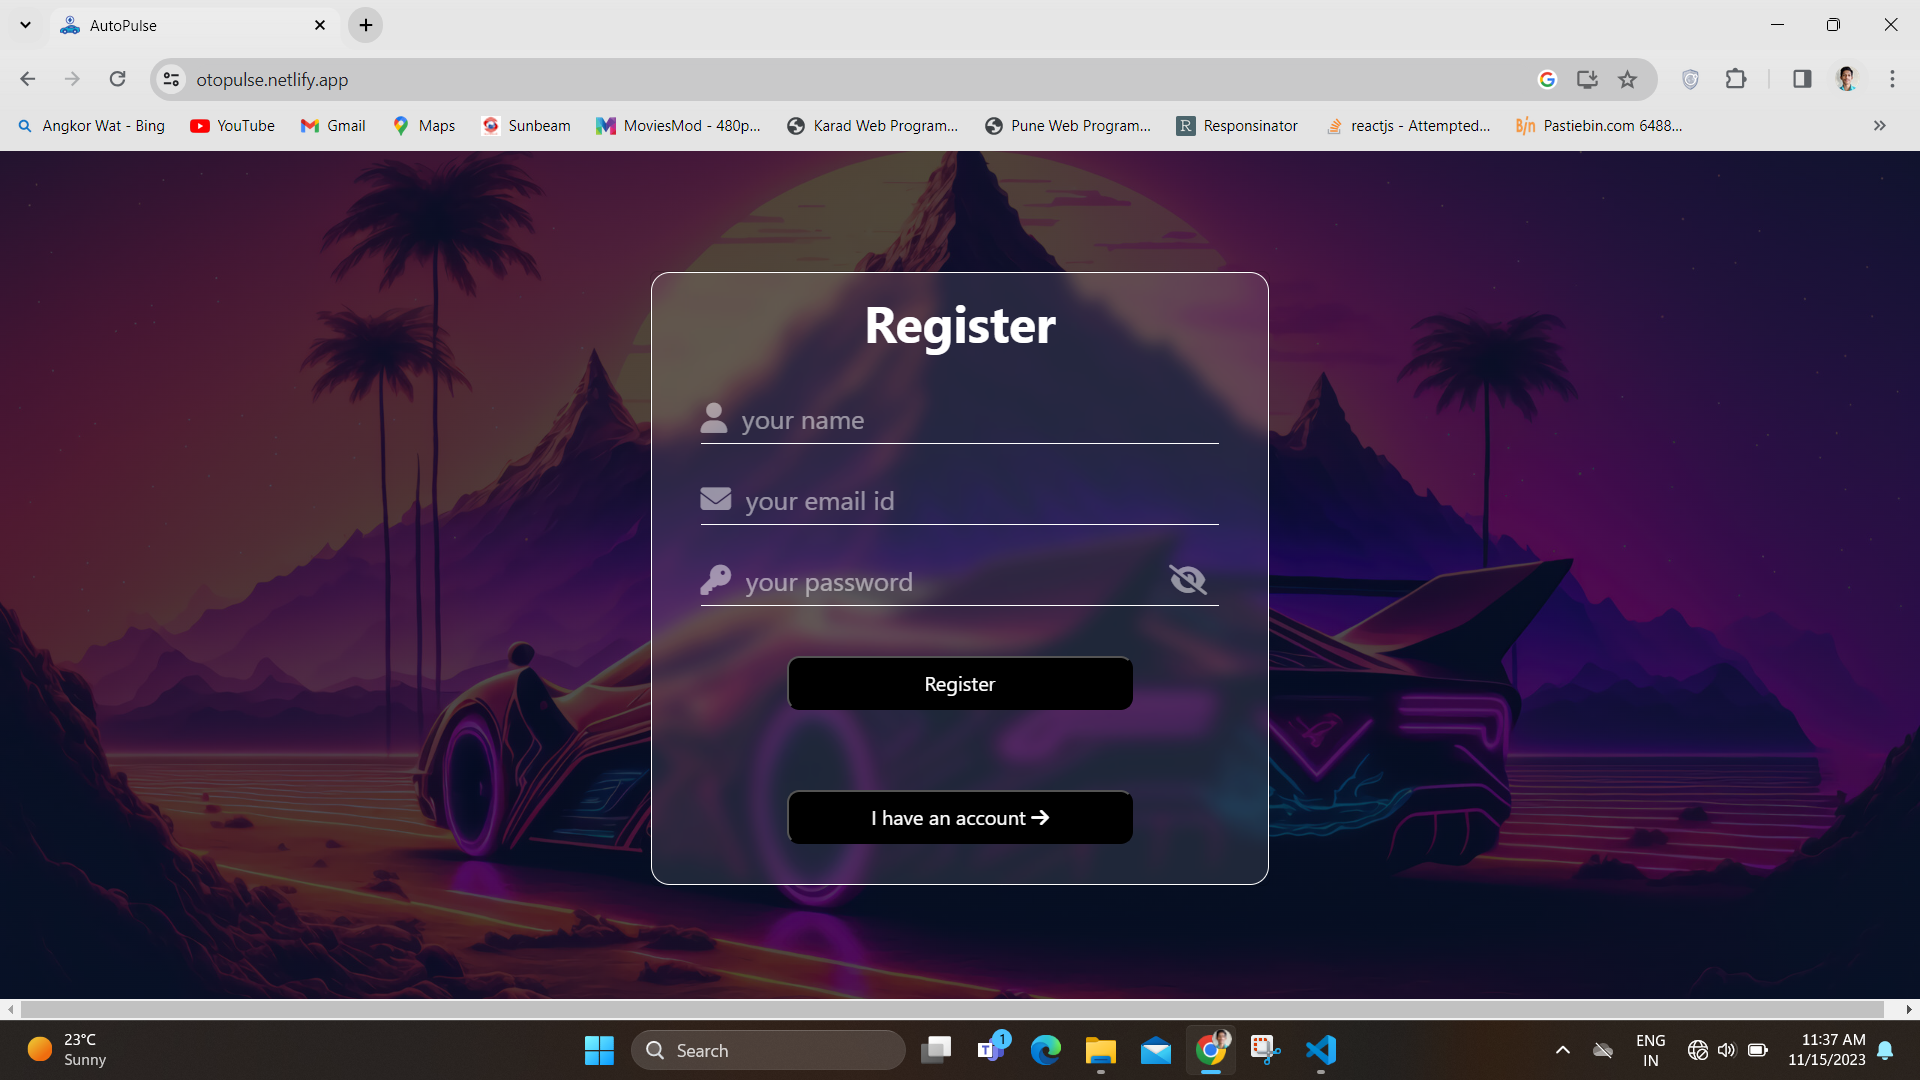 AutoPulse
otopulse.netlify.app
Angkor Wat - Bing YouTube Gmail Maps Sunbeam MoviesMod - 480p... Karad Web Program... Pune Web Program... R Responsinator reactjs - Attempted... Bin Pastiebin.com 6488...
Register
your name
your email id
your password
Register
I have an account
23°C
Sunny
Search
T 1
ENG
IN
11:37 AM
11/15/2023